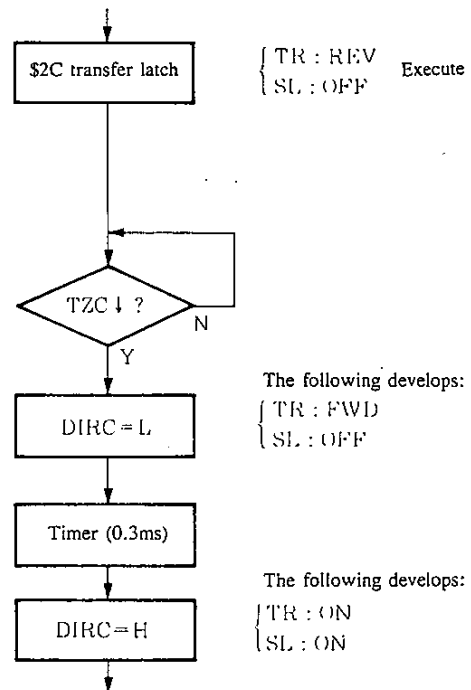 $2C transfer latch
TR : REV
SL : OFF
Execute
TZC↓ ?
N
Y
The following develops:
DIRC = L
TR : FWD
SL : OFF
Timer (0.3ms)
The following develops:
DIRC = H
TR : ON
SL : ON